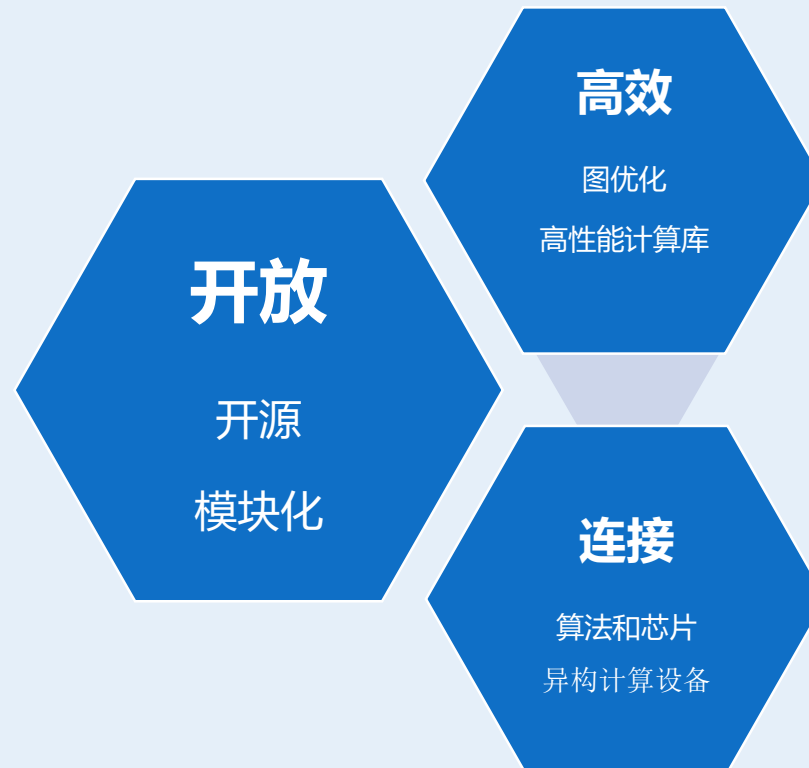 开放
开源
模块化
高效
图优化
高性能计算库
连接
算法和芯片
异构计算设备